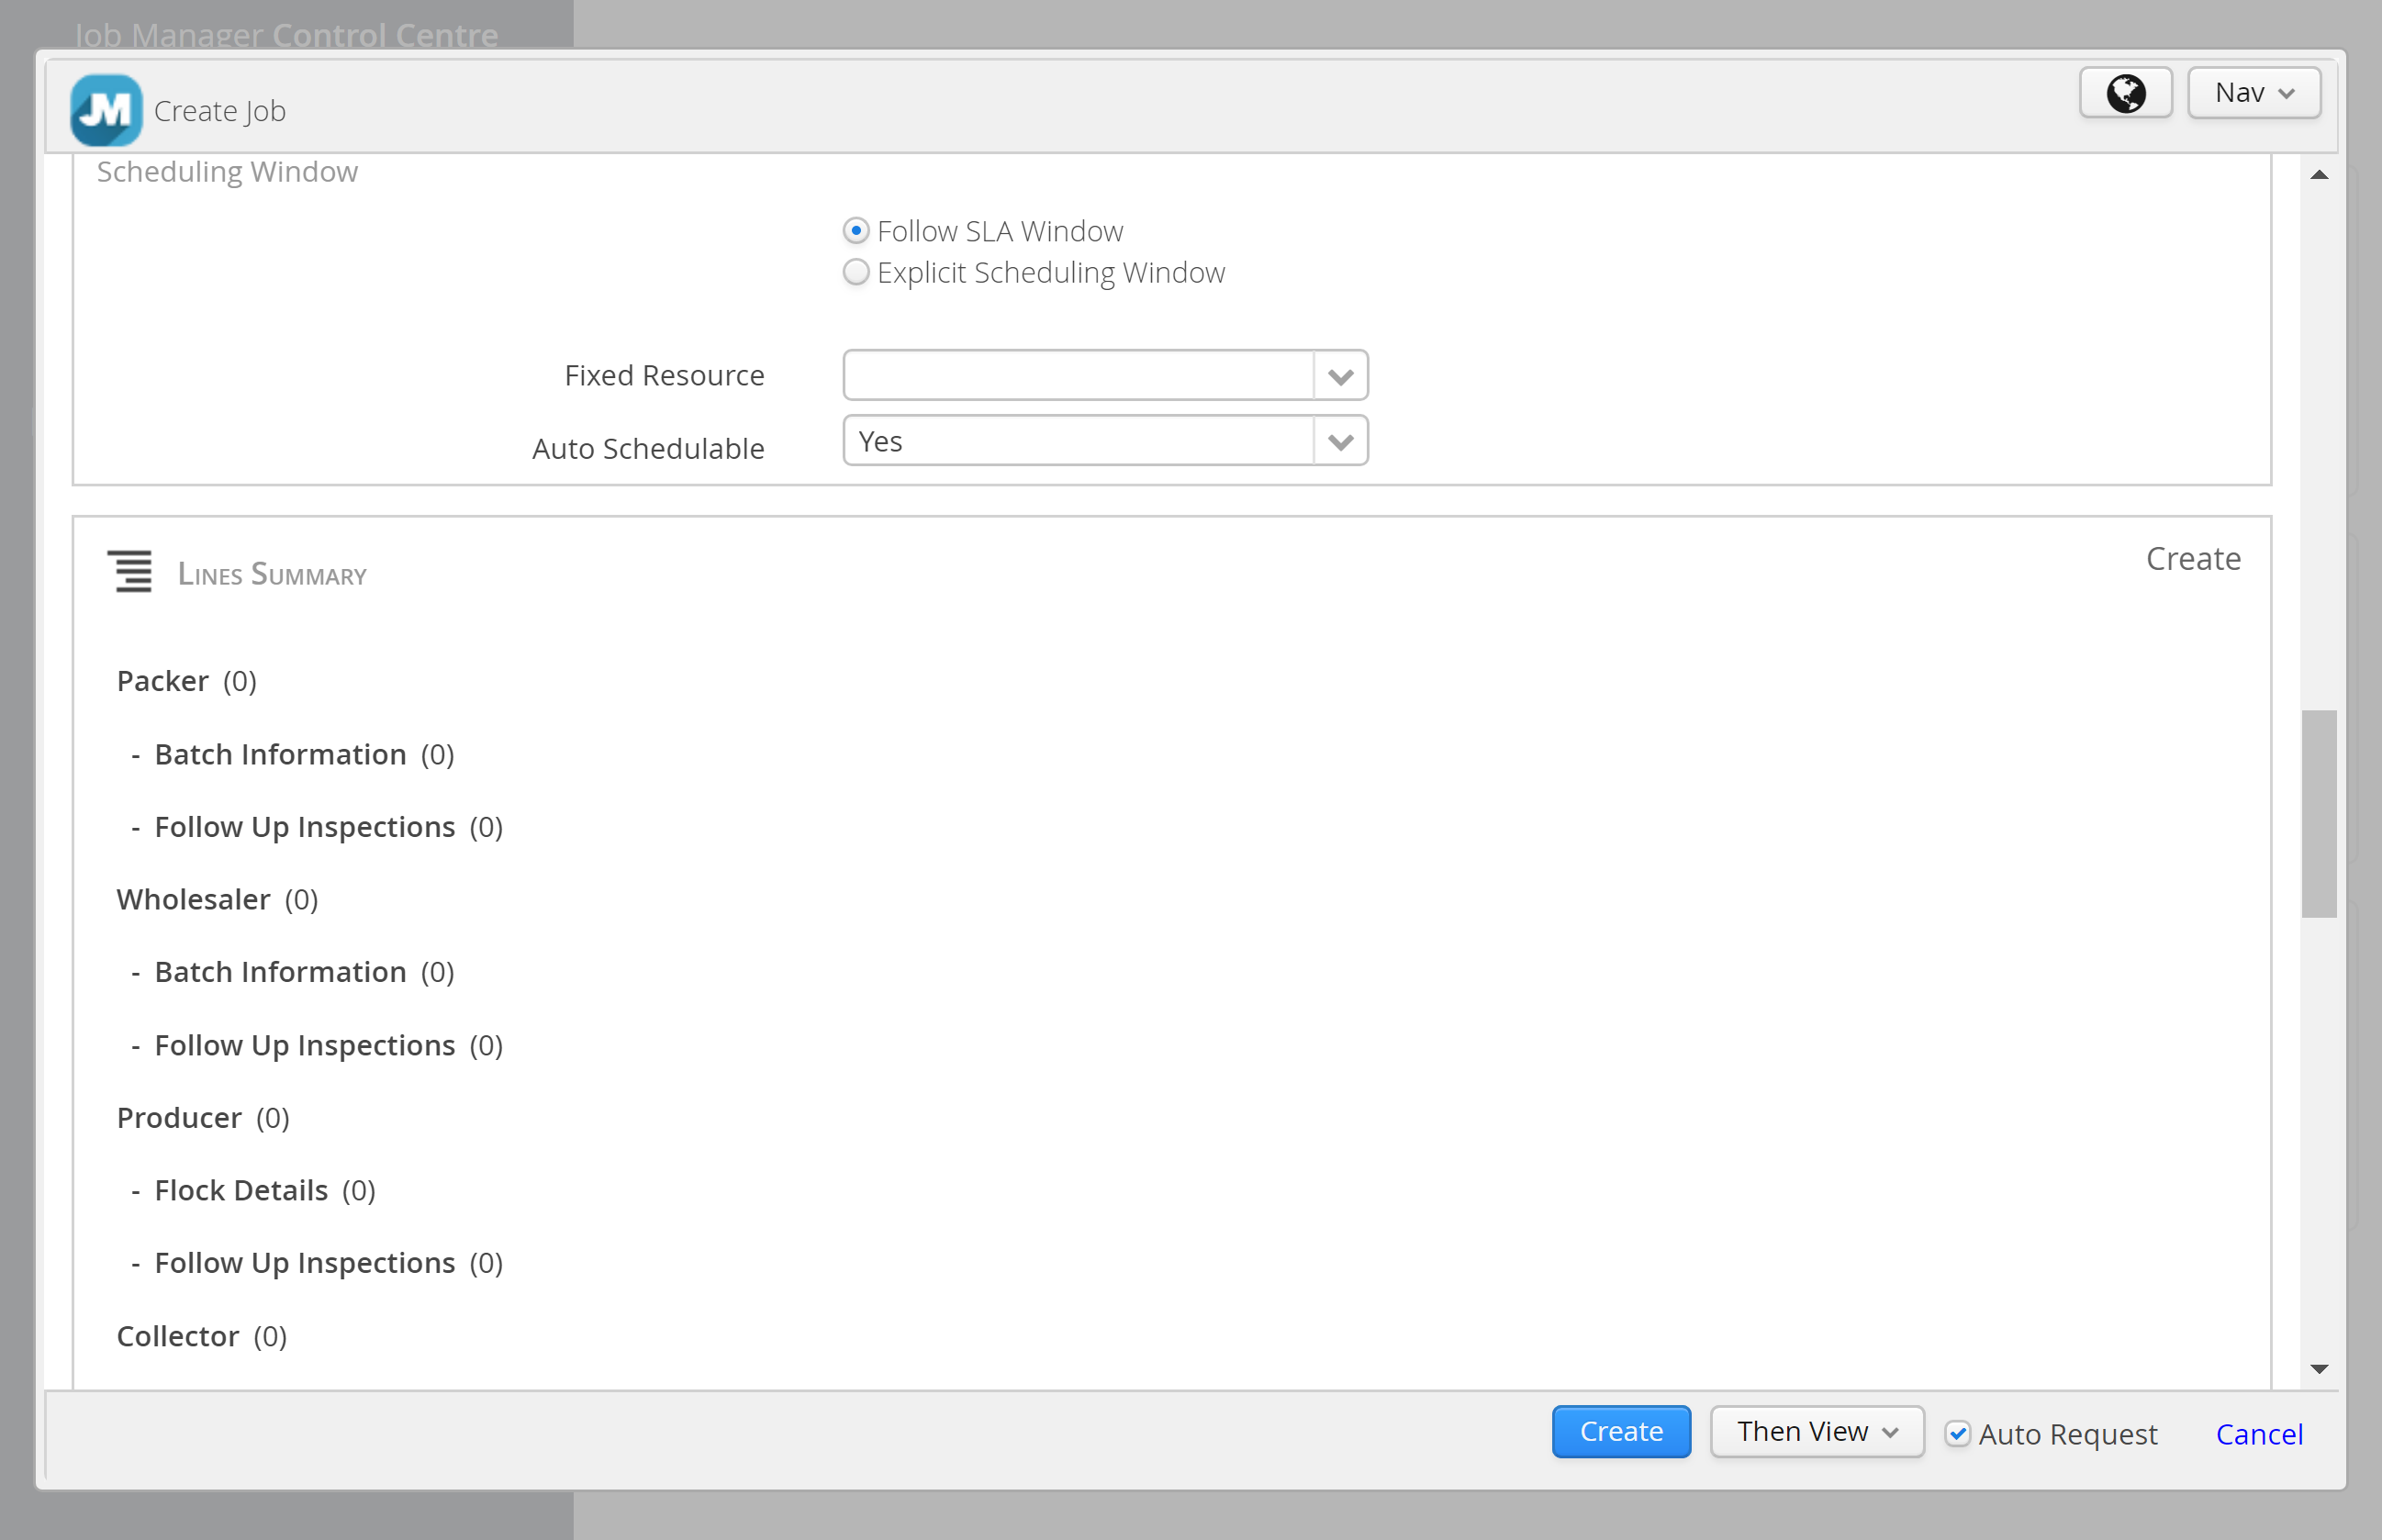 Job Manager Control Centre
JM Create Job
Nav
Scheduling Window
Follow SLA Window
Explicit Scheduling Window
Fixed Resource
Auto Schedulable Yes
Lines Summary
Create
Packer (0)
- Batch Information (0)
- Follow Up Inspections (0)
Wholesaler (0)
- Batch Information (0)
- Follow Up Inspections (0)
Producer (0)
- Flock Details (0)
- Follow Up Inspections (0)
Collector (0)
Create Then View Auto Request Cancel